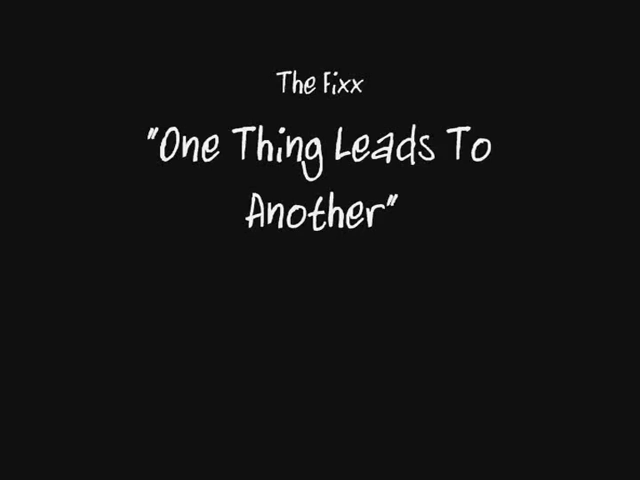 The Fixx
"One Thing Leads To
Another"